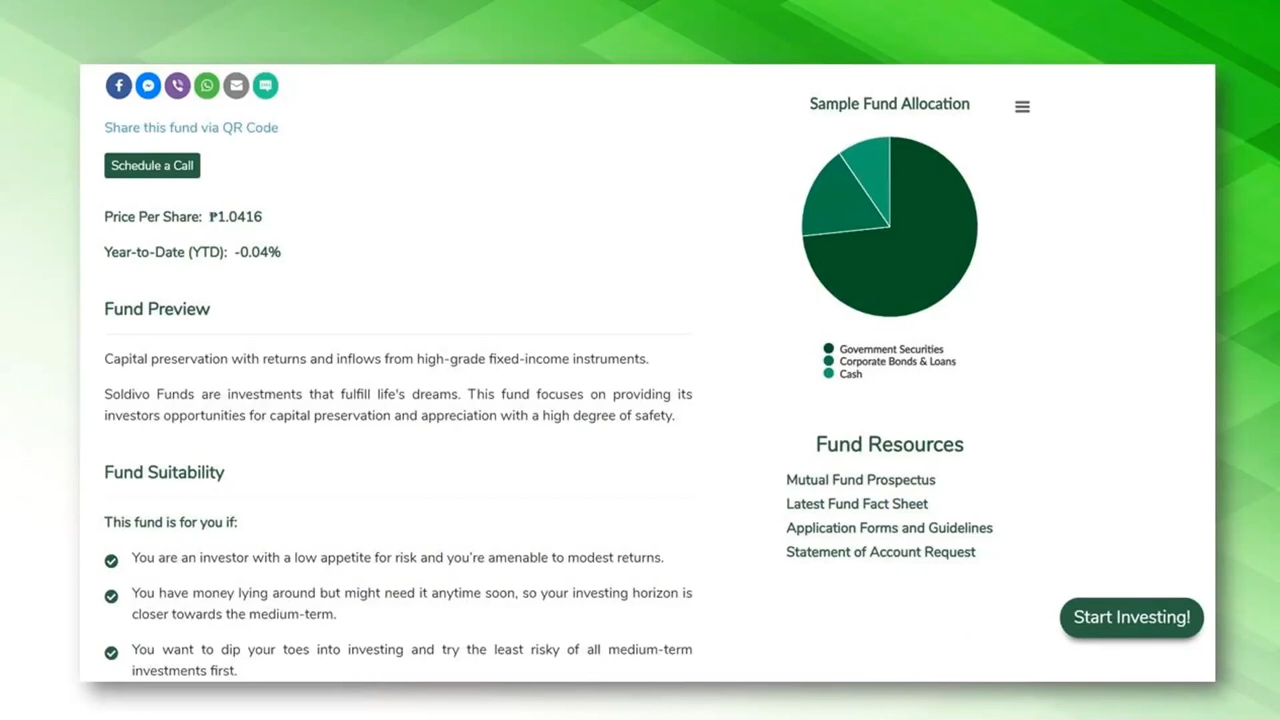 Share this fund via QR Code
Schedule a Call
Price Per Share: ₱1.0416
Year-to-Date (YTD): -0.04%
Fund Preview
Capital preservation with returns and inflows from high-grade fixed-income instruments.
Soldivo Funds are investments that fulfill life's dreams. This fund focuses on providing its
investors opportunities for capital preservation and appreciation with a high degree of safety.
Fund Suitability
This fund is for you if:
You are an investor with a low appetite for risk and you're amenable to modest returns.
You have money lying around but might need it anytime soon, so your investing horizon is
closer towards the medium-term.
You want to dip your toes into investing and try the least risky of all medium-term
investments first.
Sample Fund Allocation
Government Securities
Corporate Bonds & Loans
Cash
Fund Resources
Mutual Fund Prospectus
Latest Fund Fact Sheet
Application Forms and Guidelines
Statement of Account Request
Start Investing!